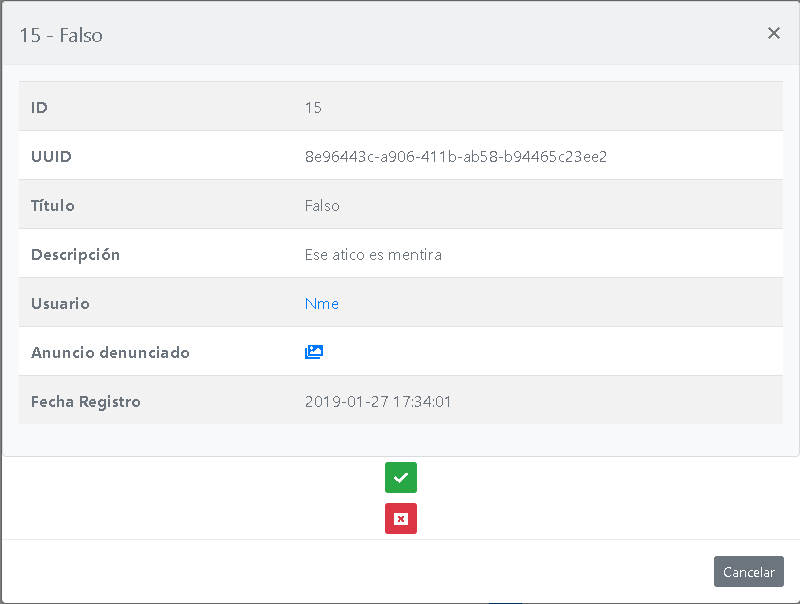 15 - Falso
ID 15
UUID 8e96443c-a906-411b-ab58-b94465c23ee2
Título Falso
Descripción Ese atico es mentira
Usuario Nme
Anuncio denunciado
Fecha Registro 2019-01-27 17:34:01
Cancelar